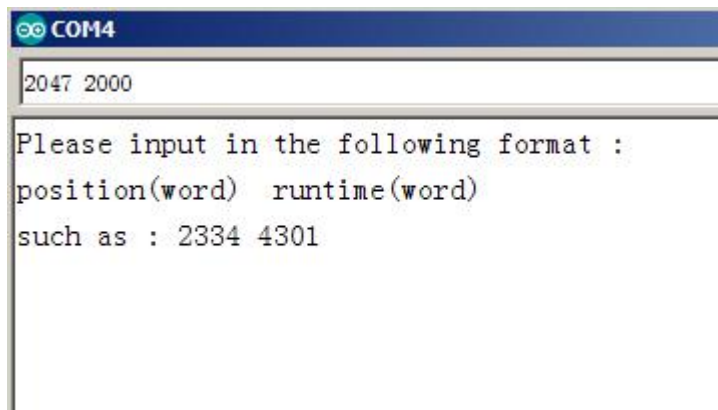 COM4
2047 2000
Please input in the following format :
position(word)  runtime(word)
such as : 2334 4301